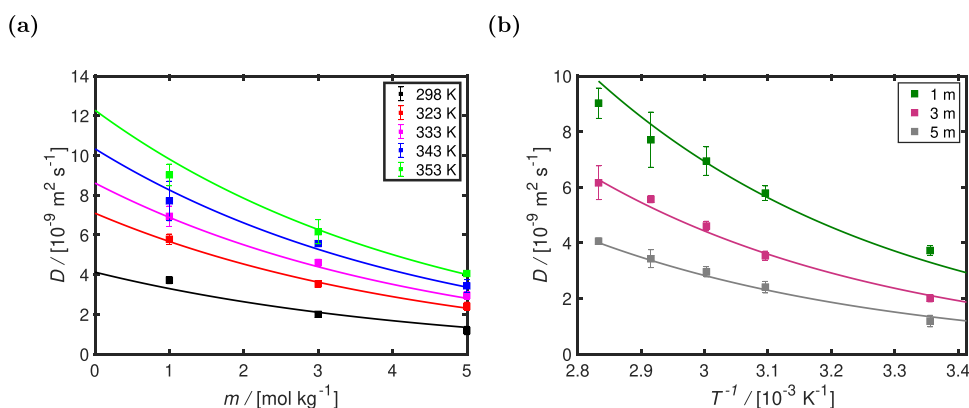 (a)
(b)
D / [10⁻⁹ m² s⁻¹]
14
12
10
8
6
4
2
0
0 1 2 3 4 5
m / [mol kg⁻¹]
298 K
323 K
333 K
343 K
353 K
D / [10⁻⁹ m² s⁻¹]
10
8
6
4
2
0
2.8 2.9 3 3.1 3.2 3.3 3.4
T⁻¹ / [10⁻³ K⁻¹]
1 m
3 m
5 m